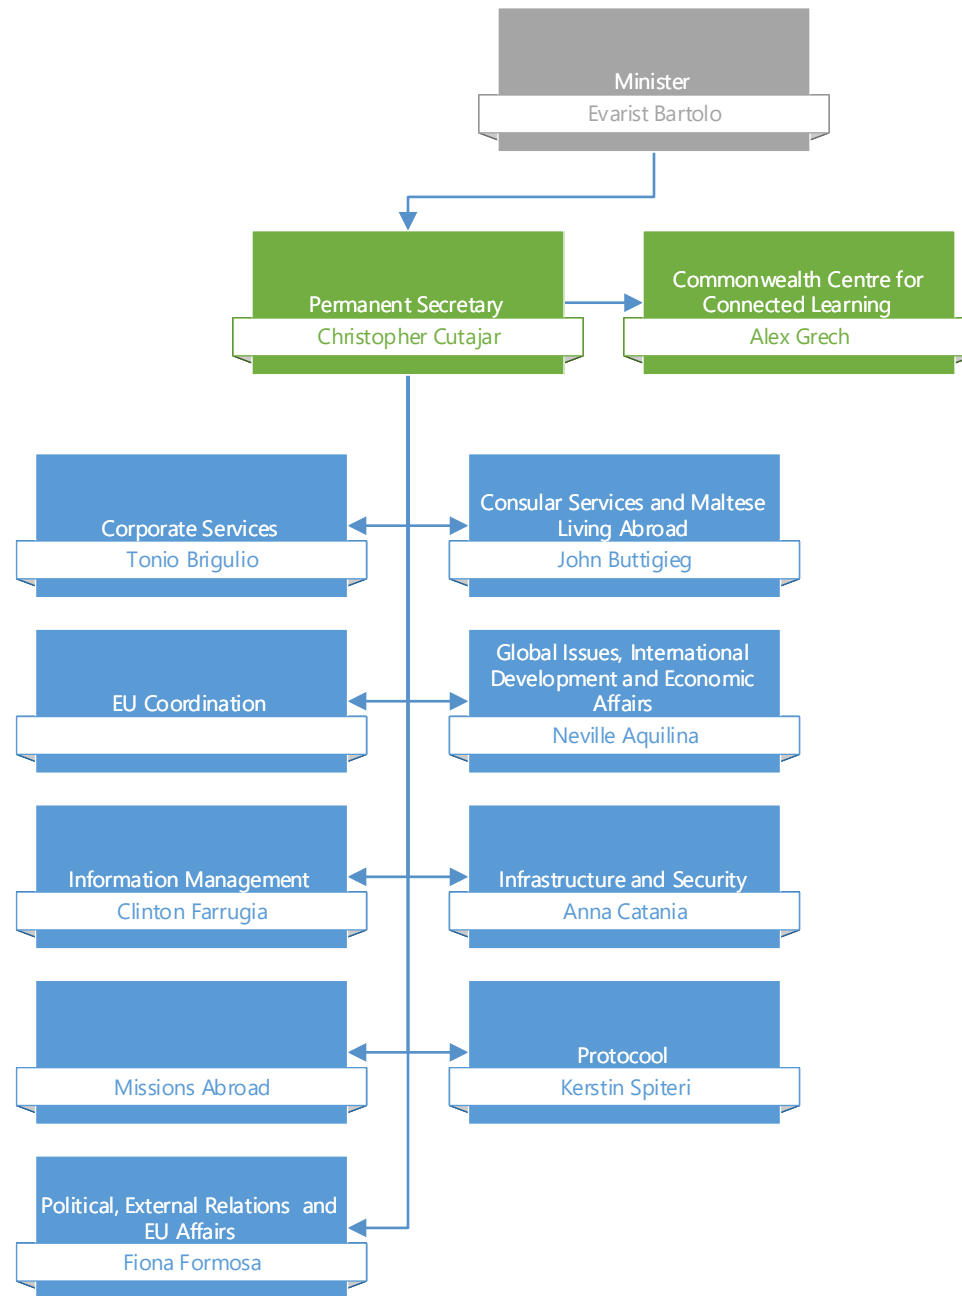 Minister
Evarist Bartolo
Permanent Secretary
Christopher Cutajar
Commonwealth Centre for
Connected Learning
Alex Grech
Corporate Services
Tonio Brigulio
Consular Services and Maltese
Living Abroad
John Buttigieg
EU Coordination
Global Issues, International
Development and Economic
Affairs
Neville Aquilina
Information Management
Clinton Farrugia
Infrastructure and Security
Anna Catania
Missions Abroad
Protocool
Kerstin Spiteri
Political, External Relations and
EU Affairs
Fiona Formosa